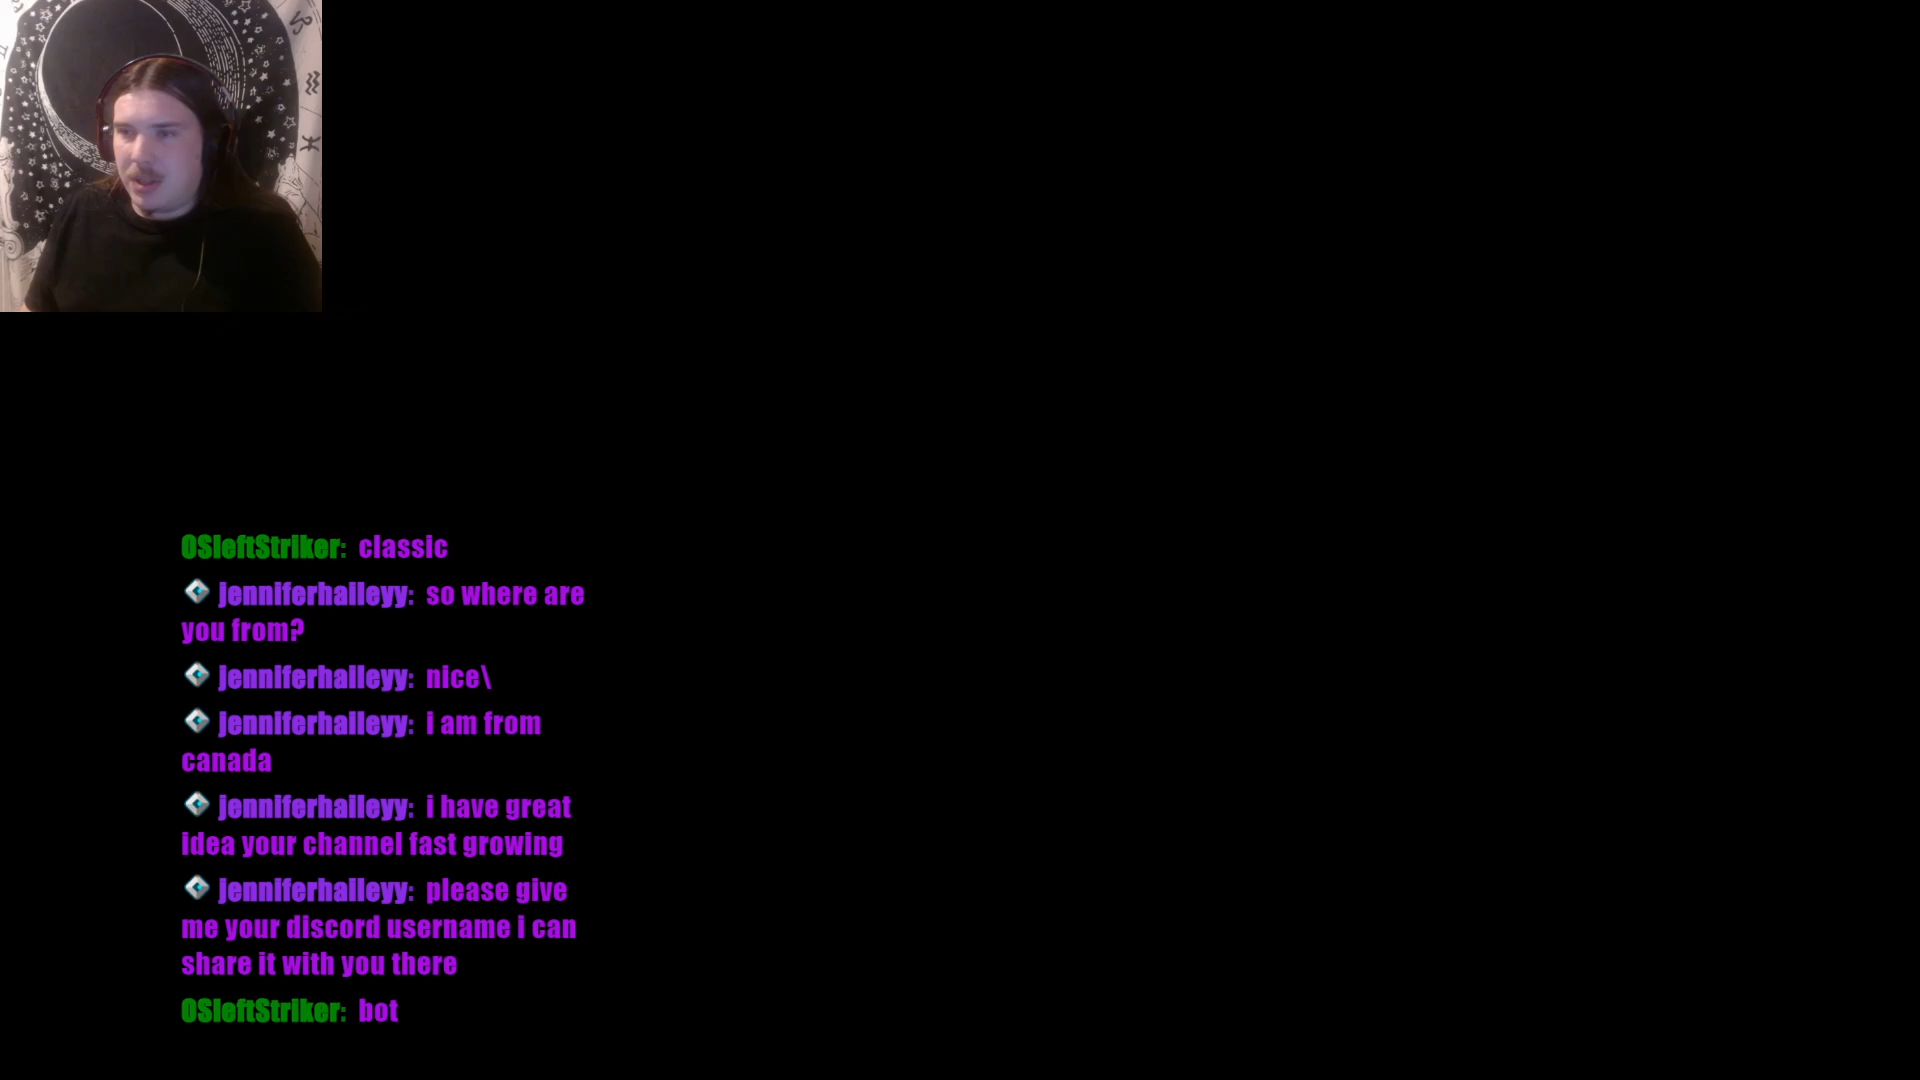 OSleftStriker: classic
jenniferhalleyy: so where are
you from?
jenniferhalleyy: nice\
jenniferhalleyy: i am from
canada
jenniferhalleyy: i have great
idea your channel fast growing
jenniferhalleyy: please give
me your discord username i can
share it with you there
OSleftStriker: bot